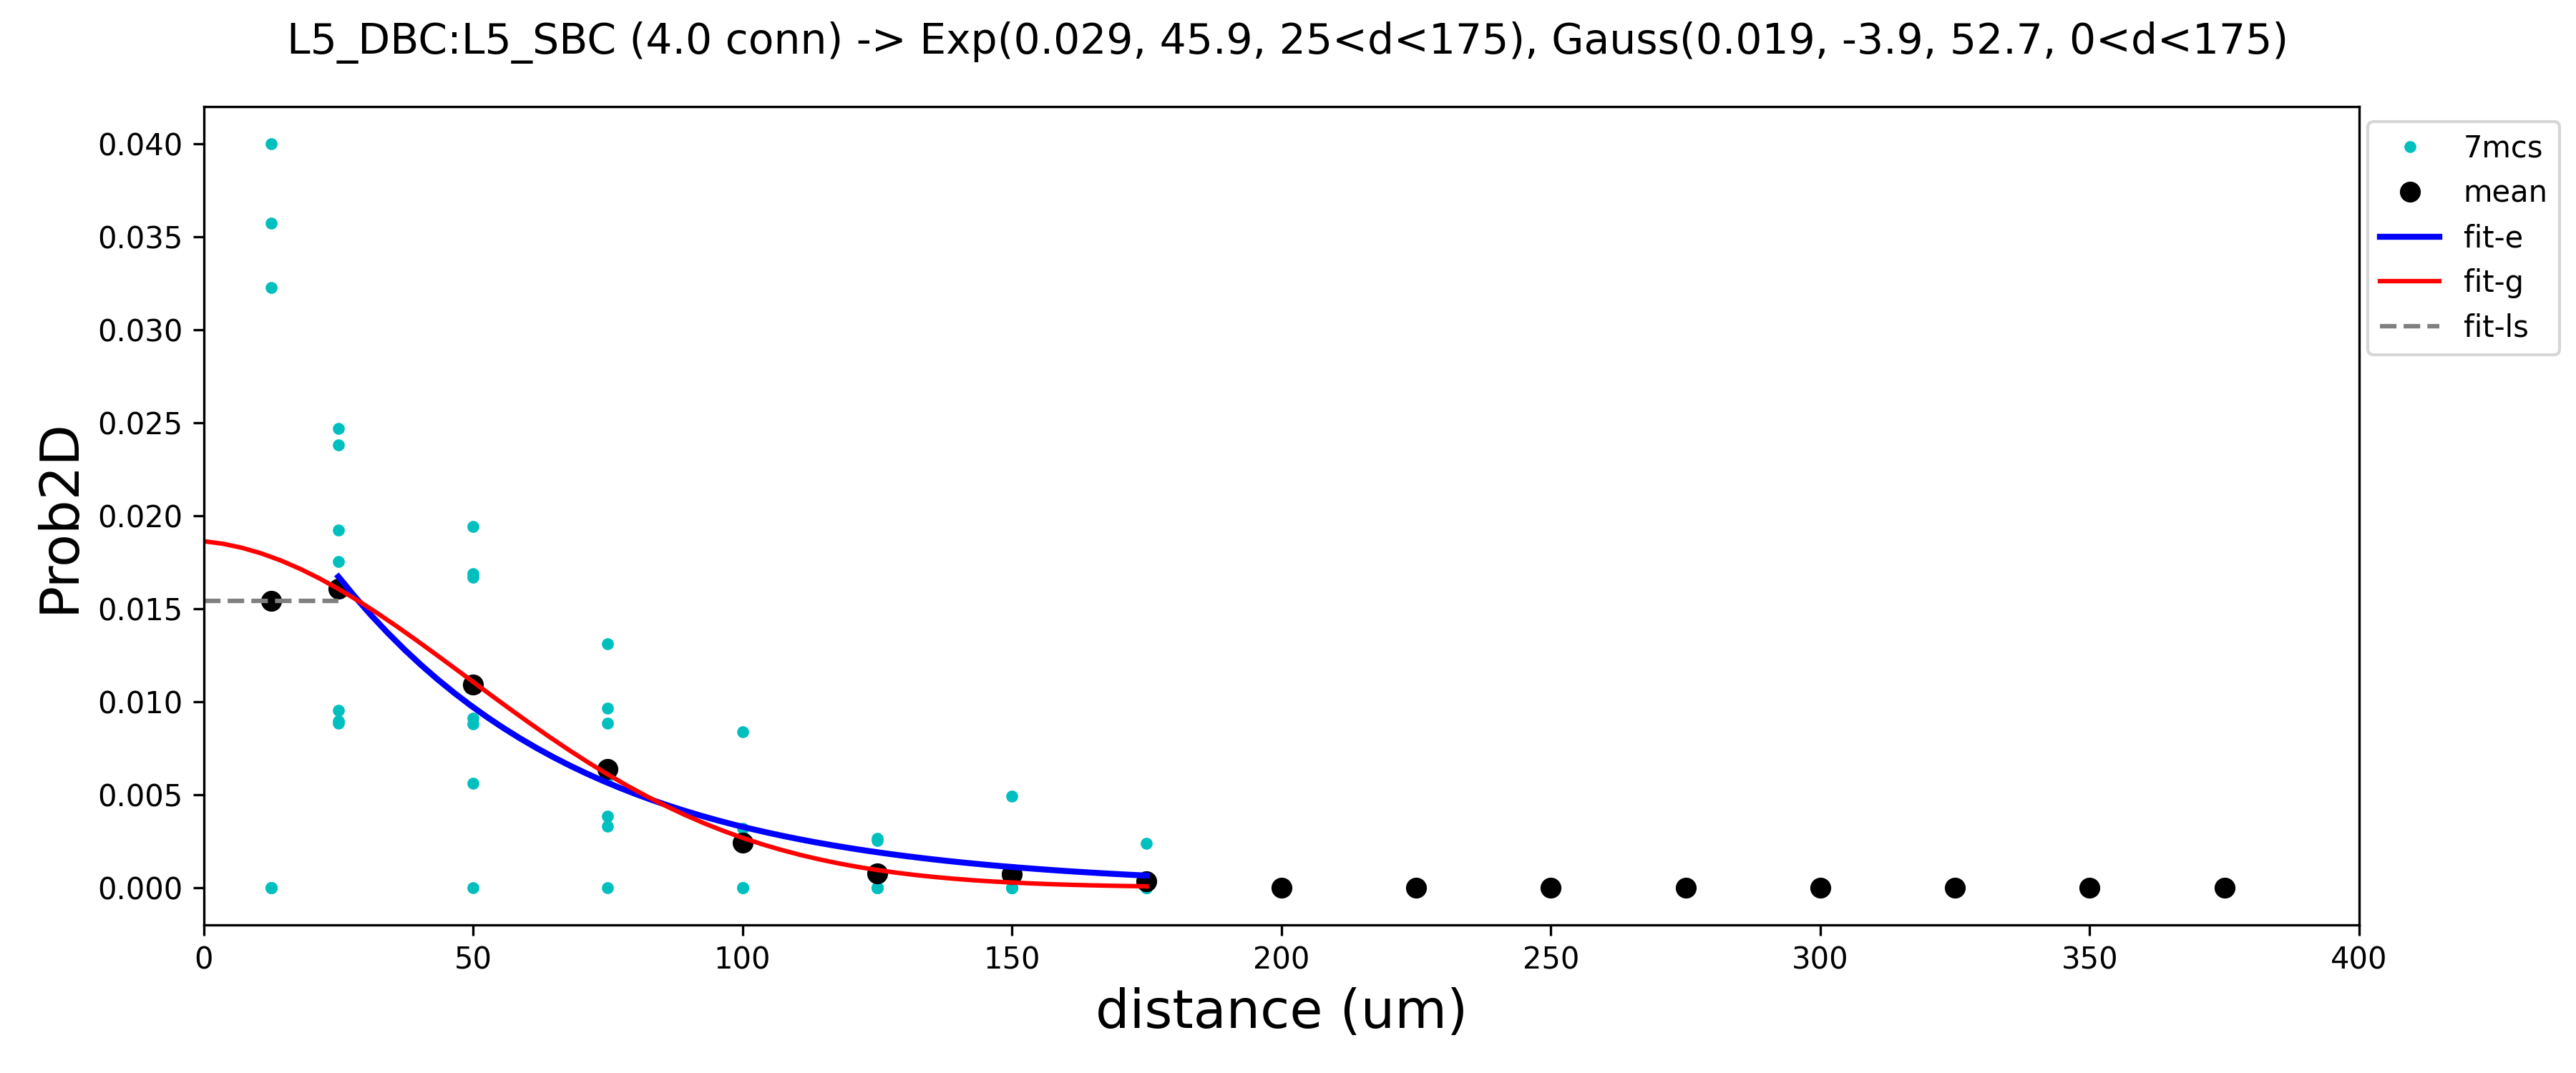 L5_DBC:L5_SBC (4.0 conn) -> Exp(0.029, 45.9, 25<d<175), Gauss(0.019, -3.9, 52.7, 0<d<175)
0.040
0.035
0.030
0.025
0.020
0.015
0.010
0.005
0.000
Prob2D
0 50 100 150 200 250 300 350 400
distance (um)
7mcs
mean
fit-e
fit-g
fit-ls